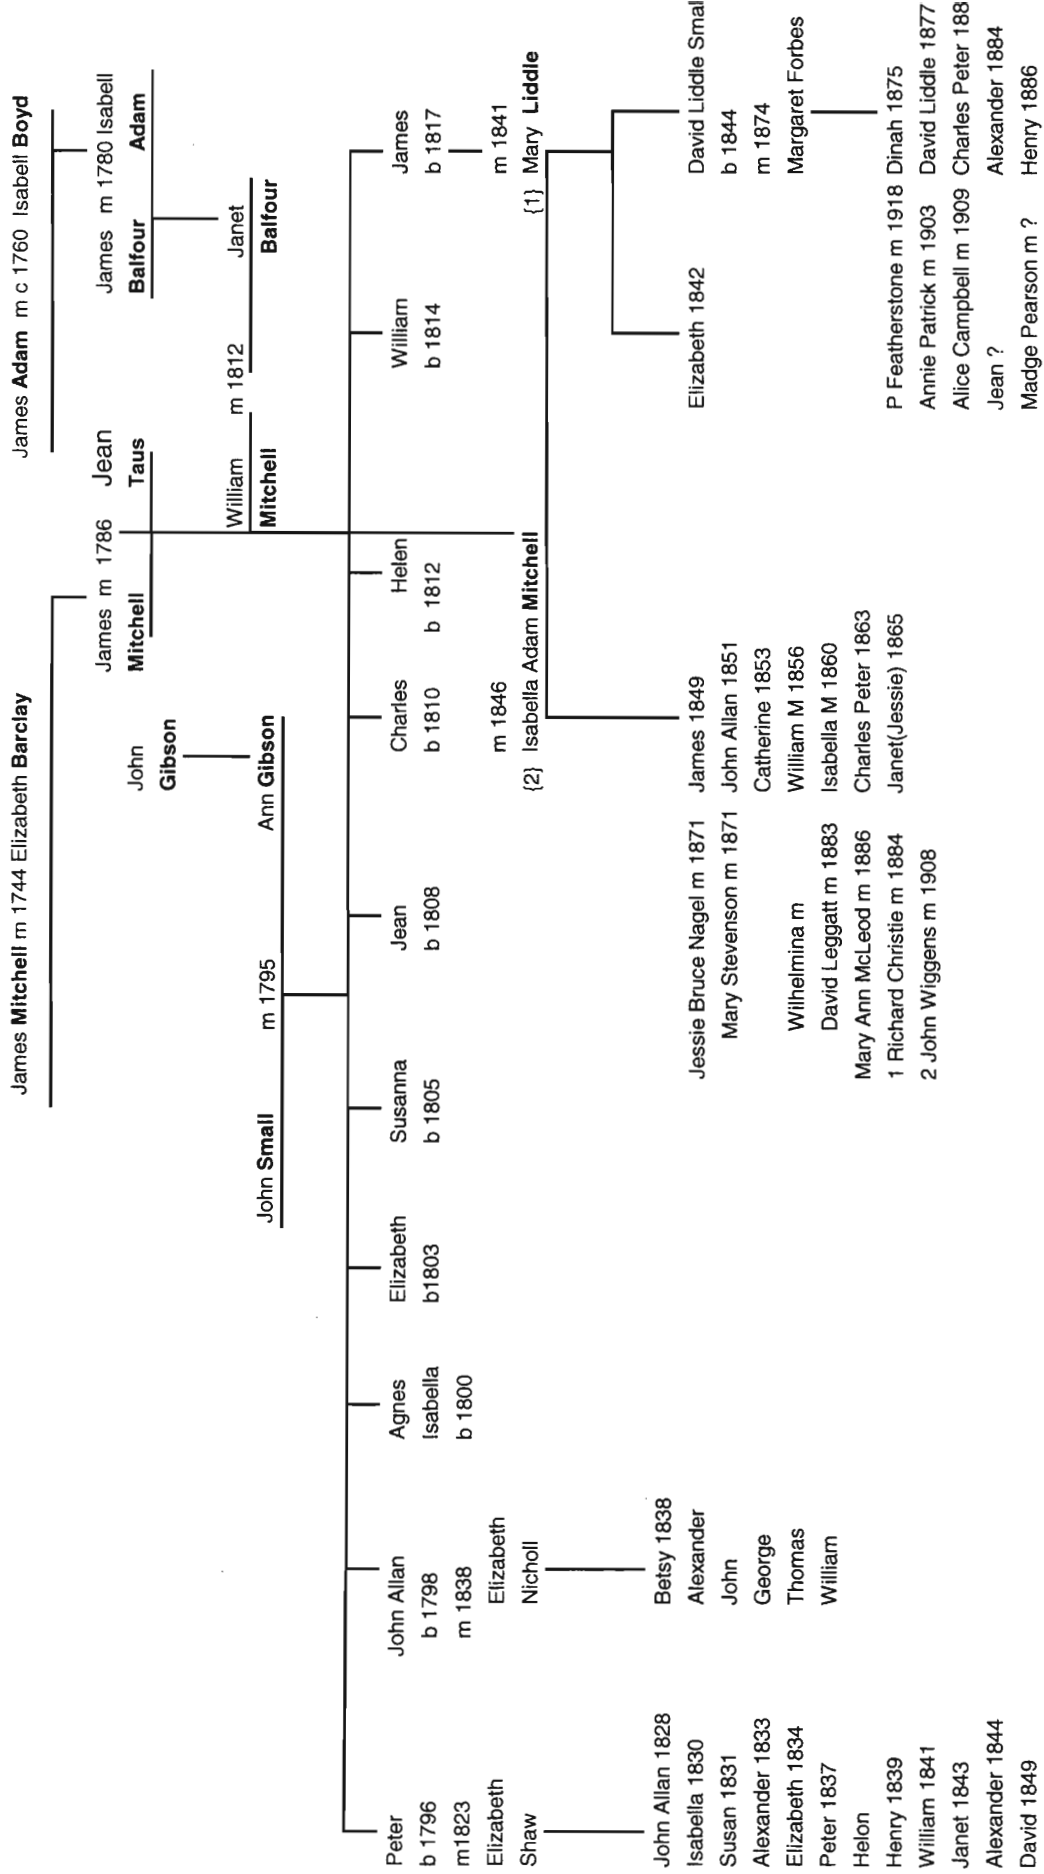 James Mitchell m 1744 Elizabeth Barclay
James Adam m c 1760 Isabell Boyd
James m 1786 Jean
Mitchell Taus
James m 1780 Isabell
Balfour Adam
John
Gibson
William m 1812 Janet
Mitchell Balfour
John Small m 1795 Ann Gibson
Peter
b 1796
m1823
Elizabeth
Shaw
John Allan
b 1798
m 1838
Elizabeth
Nicholl
Agnes
Isabella
b 1800
Elizabeth
b1803
Susanna
b 1805
Jean
b 1808
Charles
b 1810
Helen
b 1812
William
b 1814
James
b 1817
m 1841
{1} Mary Liddle
m 1846
{2} Isabella Adam Mitchell
John Allan 1828
Isabella 1830
Susan 1831
Alexander 1833
Elizabeth 1834
Peter 1837
Helon
Henry 1839
William 1841
Janet 1843
Alexander 1844
David 1849
Betsy 1838
Alexander
John
George
Thomas
William
Jessie Bruce Nagel m 1871 James 1849
Mary Stevenson m 1871 John Allan 1851
Catherine 1853
Wilhelmina m William M 1856
David Leggatt m 1883 Isabella M 1860
Mary Ann McLeod m 1886 Charles Peter 1863
1 Richard Christie m 1884 Janet(Jessie) 1865
2 John Wiggens m 1908
Elizabeth 1842
David Liddle Smal
b 1844
m 1874
Margaret Forbes
P Featherstone m 1918 Dinah 1875
Annie Patrick m 1903 David Liddle 1877
Alice Campbell m 1909 Charles Peter 188
Jean ? Alexander 1884
Madge Pearson m ? Henry 1886